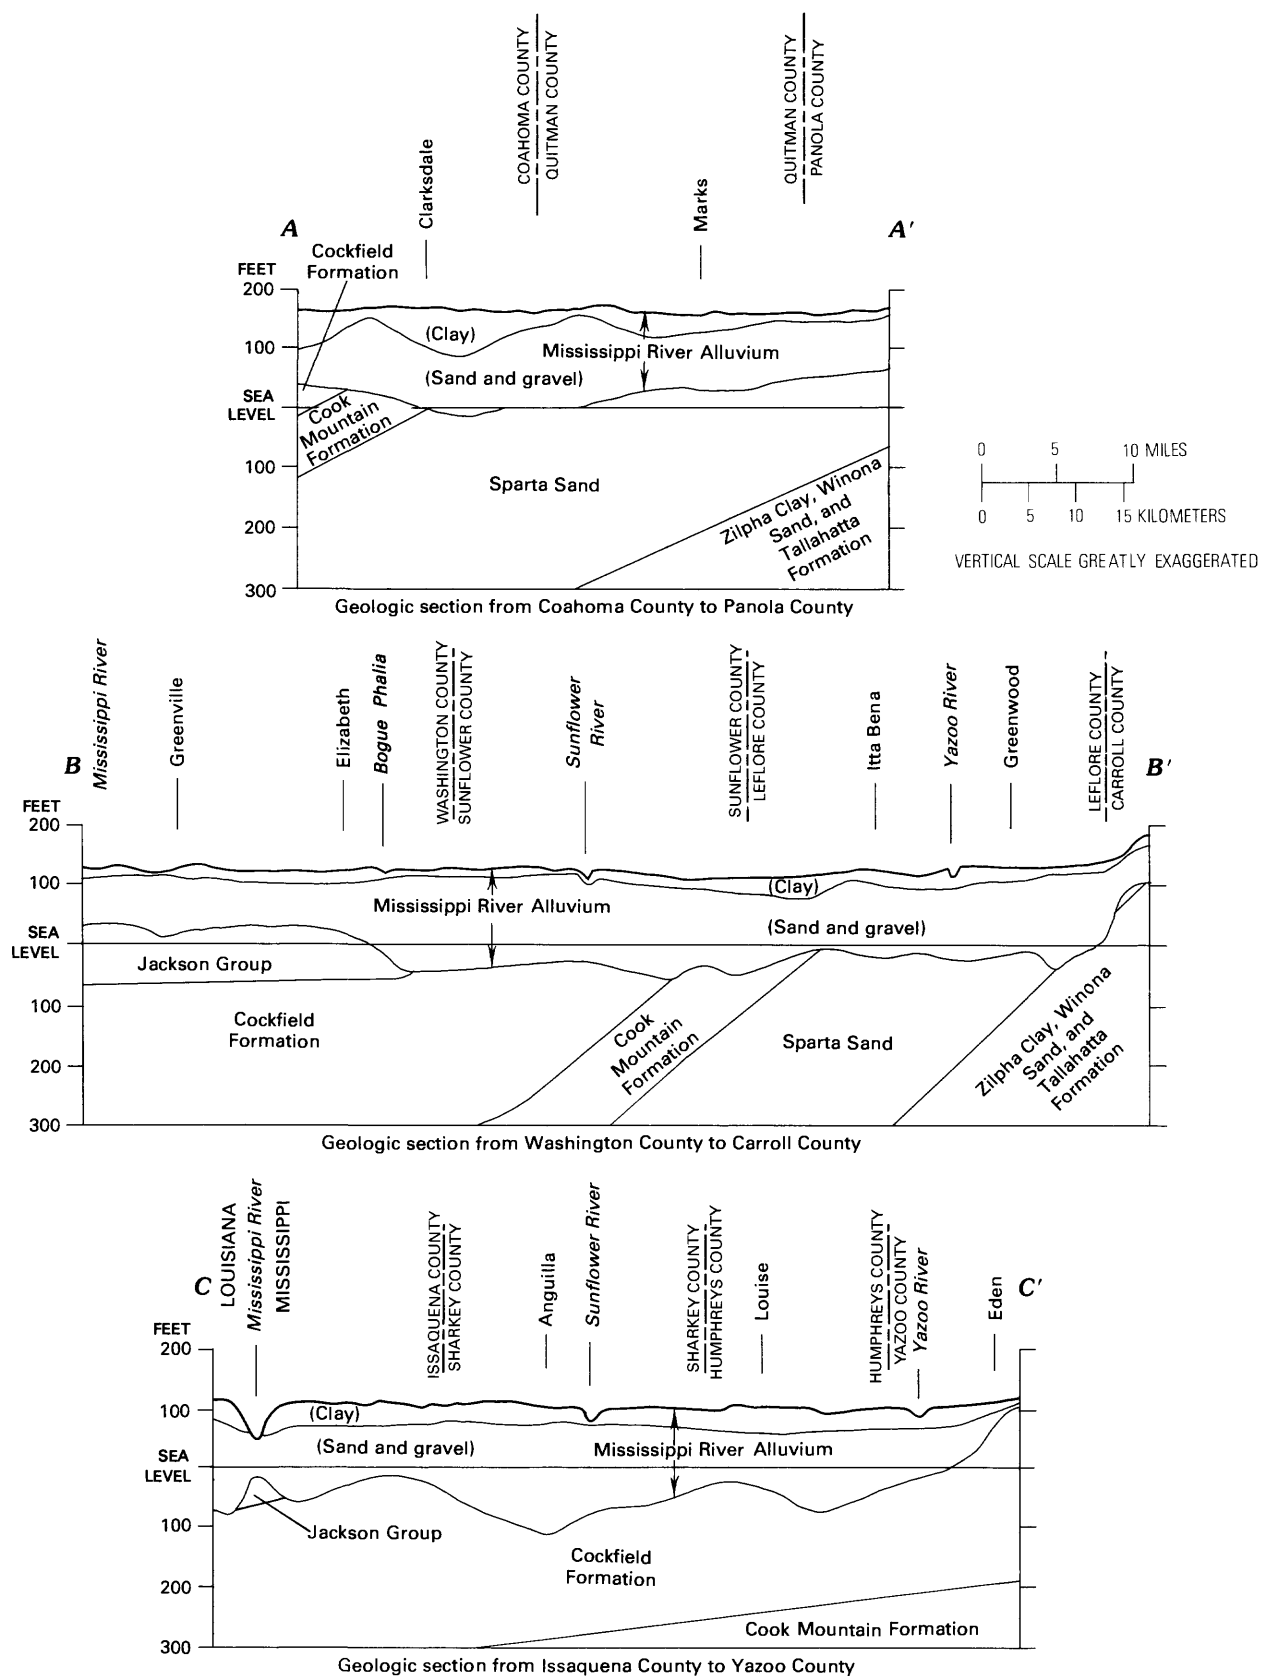 COAHOMA COUNTY
QUITMAN COUNTY
QUITMAN COUNTY
PANOLA COUNTY
Clarksdale
Marks
A
A'
Cockfield
Formation
FEET
200
100
SEA
LEVEL
100
200
300
(Clay)
Mississippi River Alluvium
(Sand and gravel)
Cook
Mountain
Formation
Sparta Sand
Zilpha Clay, Winona
Sand, and
Tallahatta
Formation
Geologic section from Coahoma County to Panola County
0 5 10 MILES
0 5 10 15 KILOMETERS
VERTICAL SCALE GREATLY EXAGGERATED
Mississippi River
Greenville
Elizabeth
Bogue Phalia
WASHINGTON COUNTY
SUNFLOWER COUNTY
Sunflower
River
SUNFLOWER COUNTY
LEFLORE COUNTY
Itta Bena
Yazoo River
Greenwood
LEFLORE COUNTY
CARROLL COUNTY
B
B'
FEET
200
100
SEA
LEVEL
100
200
300
(Clay)
Mississippi River Alluvium
(Sand and gravel)
Jackson Group
Cockfield
Formation
Cook
Mountain
Formation
Sparta Sand
Zilpha Clay, Winona
Sand, and
Tallahatta
Formation
Geologic section from Washington County to Carroll County
LOUISIANA
Mississippi River
MISSISSIPPI
ISSAQUENA COUNTY
SHARKEY COUNTY
Anguilla
Sunflower River
SHARKEY COUNTY
HUMPHREYS COUNTY
Louise
HUMPHREYS COUNTY
YAZOO COUNTY
Yazoo River
Eden
C
C'
FEET
200
100
SEA
LEVEL
100
200
300
(Clay)
(Sand and gravel)
Mississippi River Alluvium
Jackson Group
Cockfield
Formation
Cook Mountain Formation
Geologic section from Issaquena County to Yazoo County